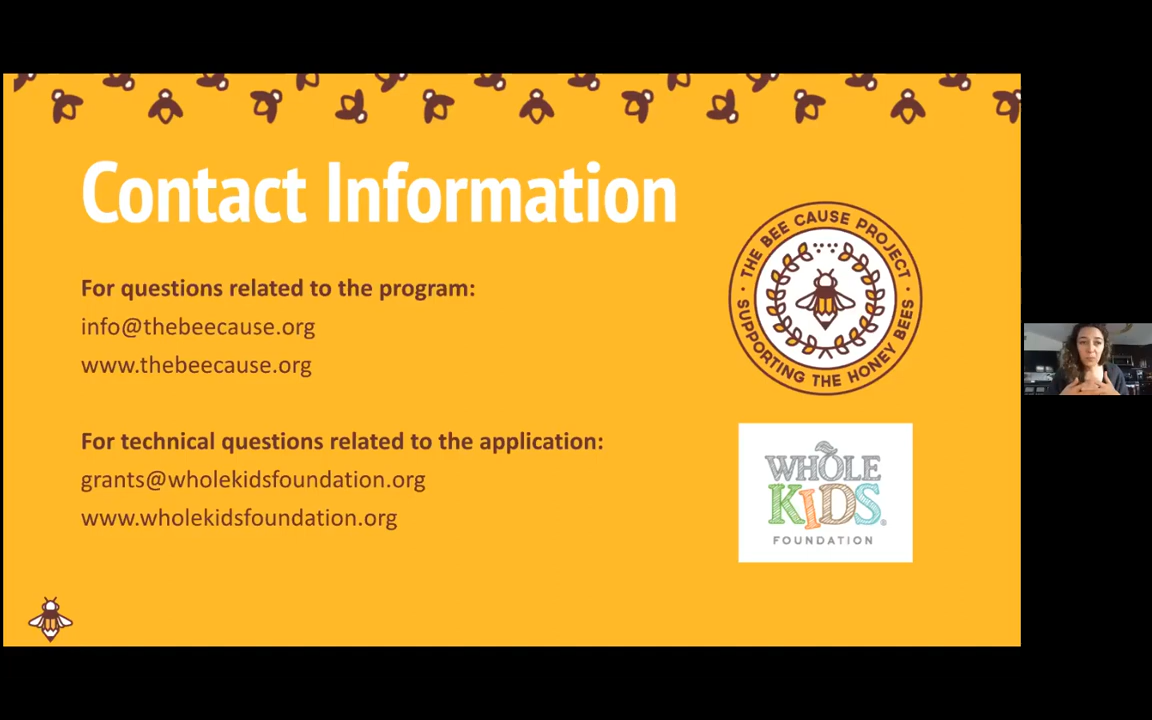 Contact Information
For questions related to the program:
info@thebeecause.org
www.thebeecause.org
For technical questions related to the application:
grants@wholekidsfoundation.org
www.wholekidsfoundation.org
THE BEE CAUSE PROJECT
SUPPORTING THE HONEY BEES
WHOLE
KIDS®
FOUNDATION